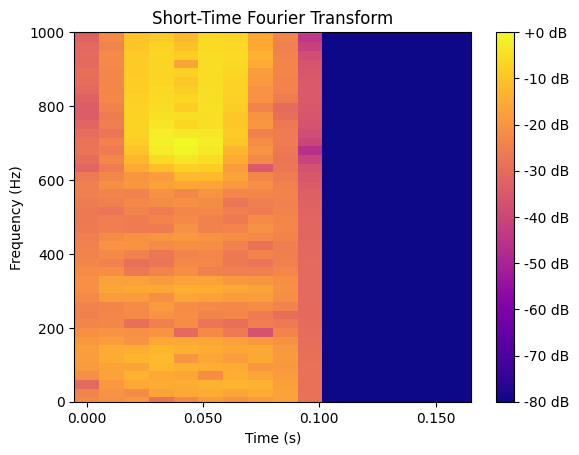 Short-Time Fourier Transform
Frequency (Hz)
1000
800
600
400
200
0
0.000
0.050
0.100
0.150
Time (s)
+0 dB
-10 dB
-20 dB
-30 dB
-40 dB
-50 dB
-60 dB
-70 dB
-80 dB